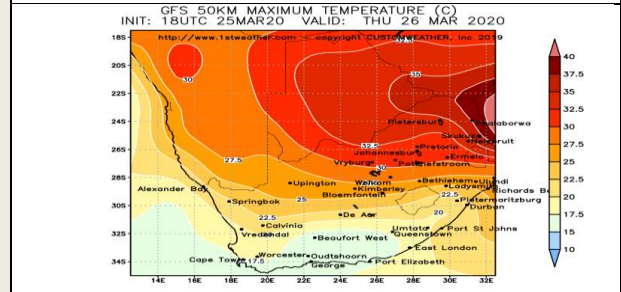 GFS 50KM MAXIMUM TEMPERATURE (C)
INIT: 18UTC 25MAR20 VALID: THU 26 MAR 2020
http://www.1stweather.com copyright CUSTOMWEATHER, Inc 2019
18S
20S
22S
24S
26S
28S
30S
32S
34S
14E 16E 18E 20E 22E 24E 26E 28E 30E 32E
30
35
32.5
27.5
30
25
22.5
22.5
20
17.5
Pietersburg
Phalaborwa
Skukuza
Nelspruit
Pretoria
Johannesburg
Ermelo
Vryburg
Potchefstroom
Alexander Bay
Upington
Welkom
Kimberley
Bethlehem
Ulundi
Ladysmith
Richards B
Bloemfontein
Springbok
Pietermaritzburg
Durban
De Aar
Calvinia
Vredendal
Umtata
Port St Johns
Queenstown
Beaufort West
East London
Cape Town
Worcester
Oudtshoorn
George
Port Elizabeth
40
37.5
35
32.5
30
27.5
25
22.5
20
17.5
15
10